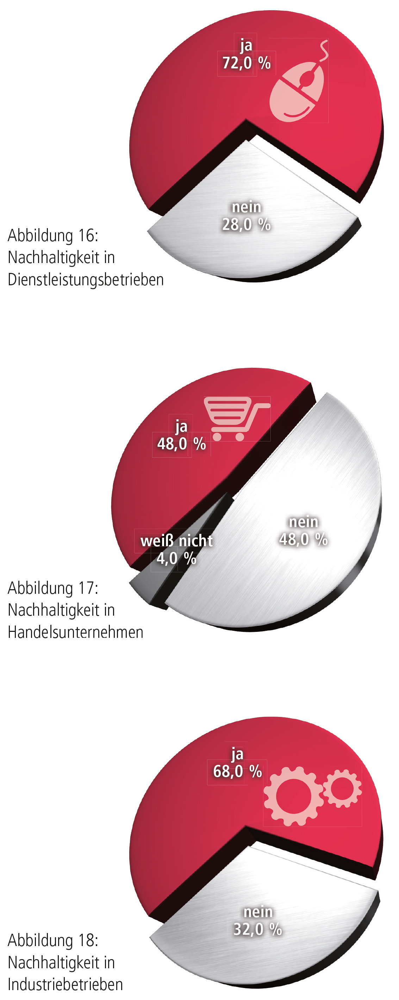 ja
72,0 %
nein
28,0 %
Abbildung 16:
Nachhaltigkeit in
Dienstleistungsbetrieben
ja
48,0 %
nein
48,0 %
weiß nicht
4,0 %
Abbildung 17:
Nachhaltigkeit in
Handelsunternehmen
ja
68,0 %
nein
32,0 %
Abbildung 18:
Nachhaltigkeit in
Industriebetrieben